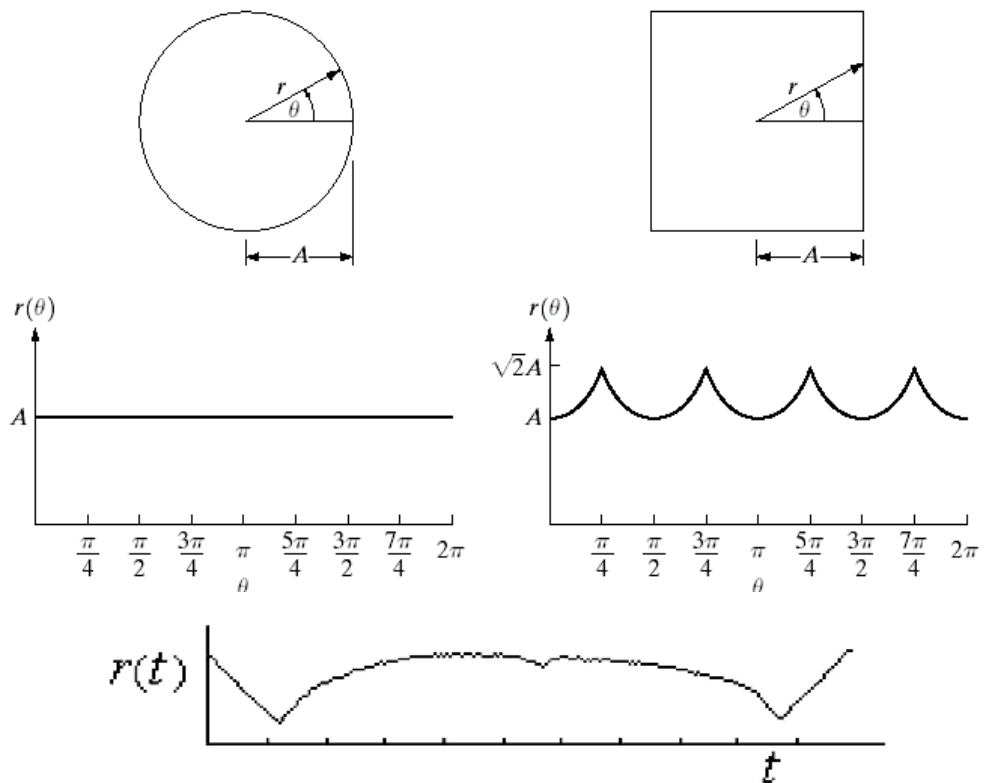 r r
θ θ
A A
r(θ) r(θ)
√2A
A A
π/4 π/2 3π/4 π 5π/4 3π/2 7π/4 2π π/4 π/2 3π/4 π 5π/4 3π/2 7π/4 2π
θ θ
r(t)
t